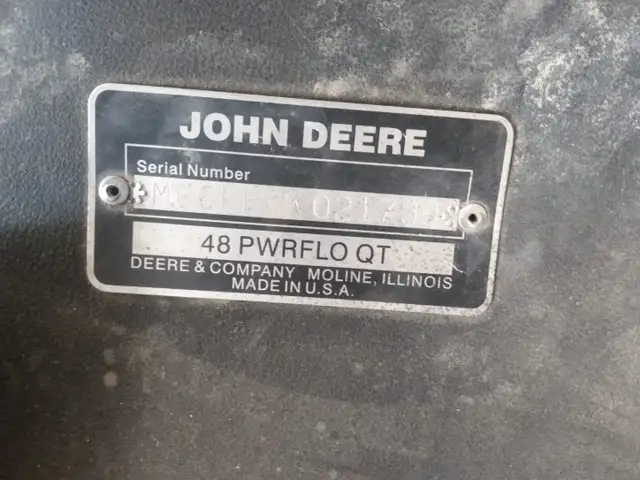 JOHN DEERE
Serial Number
48 PWRFLO QT
DEERE & COMPANY MOLINE, ILLINOIS
MADE IN U.S.A.